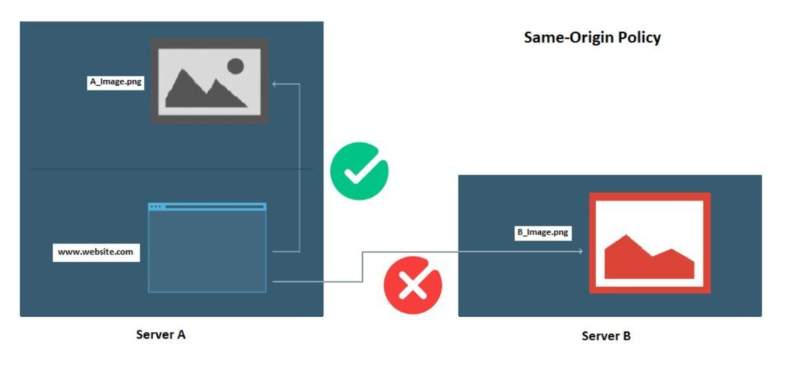 Same-Origin Policy
A_Image.png
www.website.com
B_Image.png
Server A
Server B